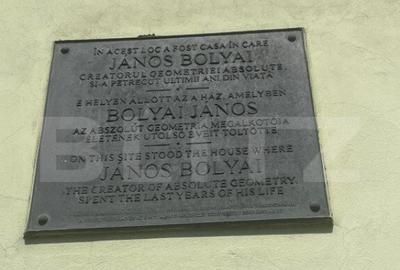 ÎN ACEST LOC A FOST CASA ÎN CARE
JÁNOS BOLYAI
CREATORUL GEOMETRIEI ABSOLUTE,
ȘI-A PETRECUT ULTIMII ANI DIN VIAȚĂ
E HELYEN ÁLLOTT AZ A HÁZ, AMELYBEN
BOLYAI JÁNOS
AZ ABSZOLÚT GEOMETRIA MEGALKOTÓJA
ÉLETÉNEK UTOLSÓ ÉVEIT TÖLTÖTTE
ON THIS SITE STOOD THE HOUSE WHERE
JÁNOS BOLYAI
THE CREATOR OF ABSOLUTE GEOMETRY,
SPENT THE LAST YEARS OF HIS LIFE